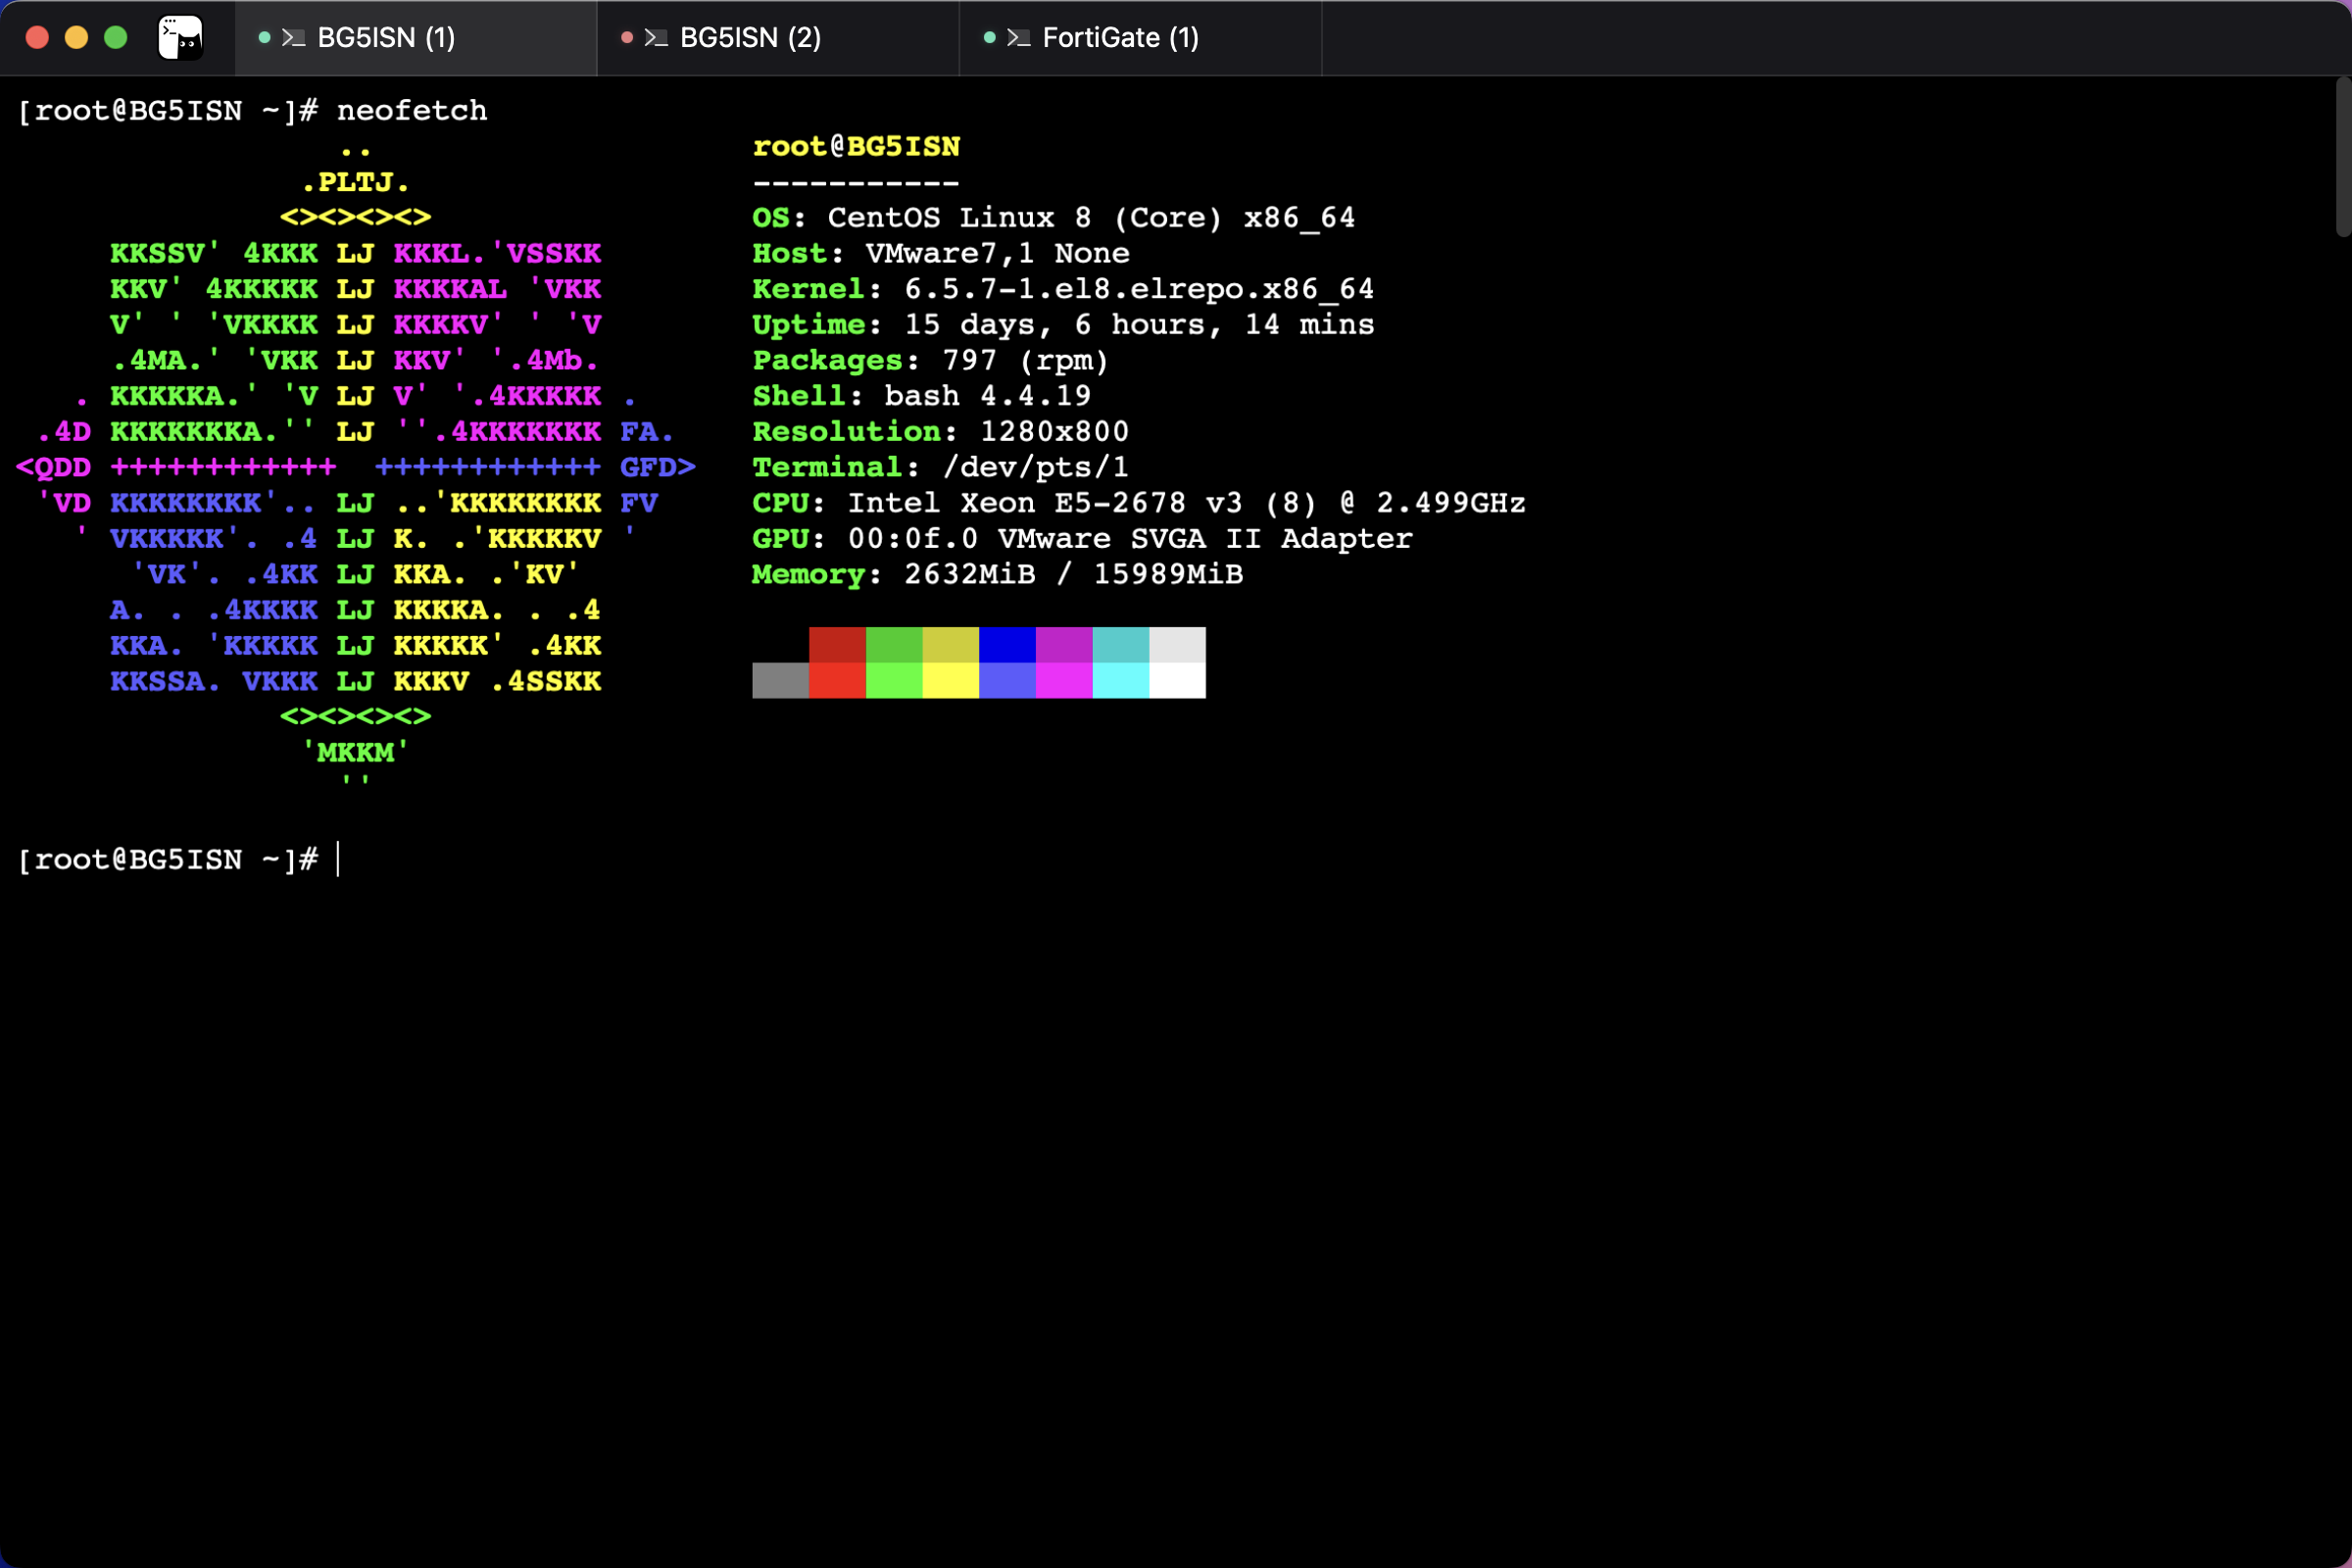 BG5ISN (1) BG5ISN (2) FortiGate (1)
[root@BG5ISN ~]# neofetch
.. root@BG5ISN
.PLTJ. -----------
<><><><> OS: CentOS Linux 8 (Core) x86_64
KKSSV' 4KKK LJ KKKL.'VSSKK Host: VMware7,1 None
KKV' 4KKKKK LJ KKKKAL 'VKK Kernel: 6.5.7-1.el8.elrepo.x86_64
V' ' 'VKKKK LJ KKKKV' ' 'V Uptime: 15 days, 6 hours, 14 mins
.4MA.' 'VKK LJ KKV' '.4Mb. Packages: 797 (rpm)
. KKKKKA.' 'V LJ V' '.4KKKKK . Shell: bash 4.4.19
.4D KKKKKKKA.'' LJ ''.4KKKKKKK FA. Resolution: 1280x800
<QDD ++++++++++++ ++++++++++++ GFD> Terminal: /dev/pts/1
'VD KKKKKKKK'.. LJ ..'KKKKKKKK FV CPU: Intel Xeon E5-2678 v3 (8) @ 2.499GHz
' VKKKKK'. .4 LJ K. .'KKKKKV ' GPU: 00:0f.0 VMware SVGA II Adapter
'VK'. .4KK LJ KKA. .'KV' Memory: 2632MiB / 15989MiB
A. . .4KKKK LJ KKKKA. . .4
KKA. 'KKKKK LJ KKKKK' .4KK
KKSSA. VKKK LJ KKKV .4SSKK
<><><><>
'MKKM'
''
[root@BG5ISN ~]#